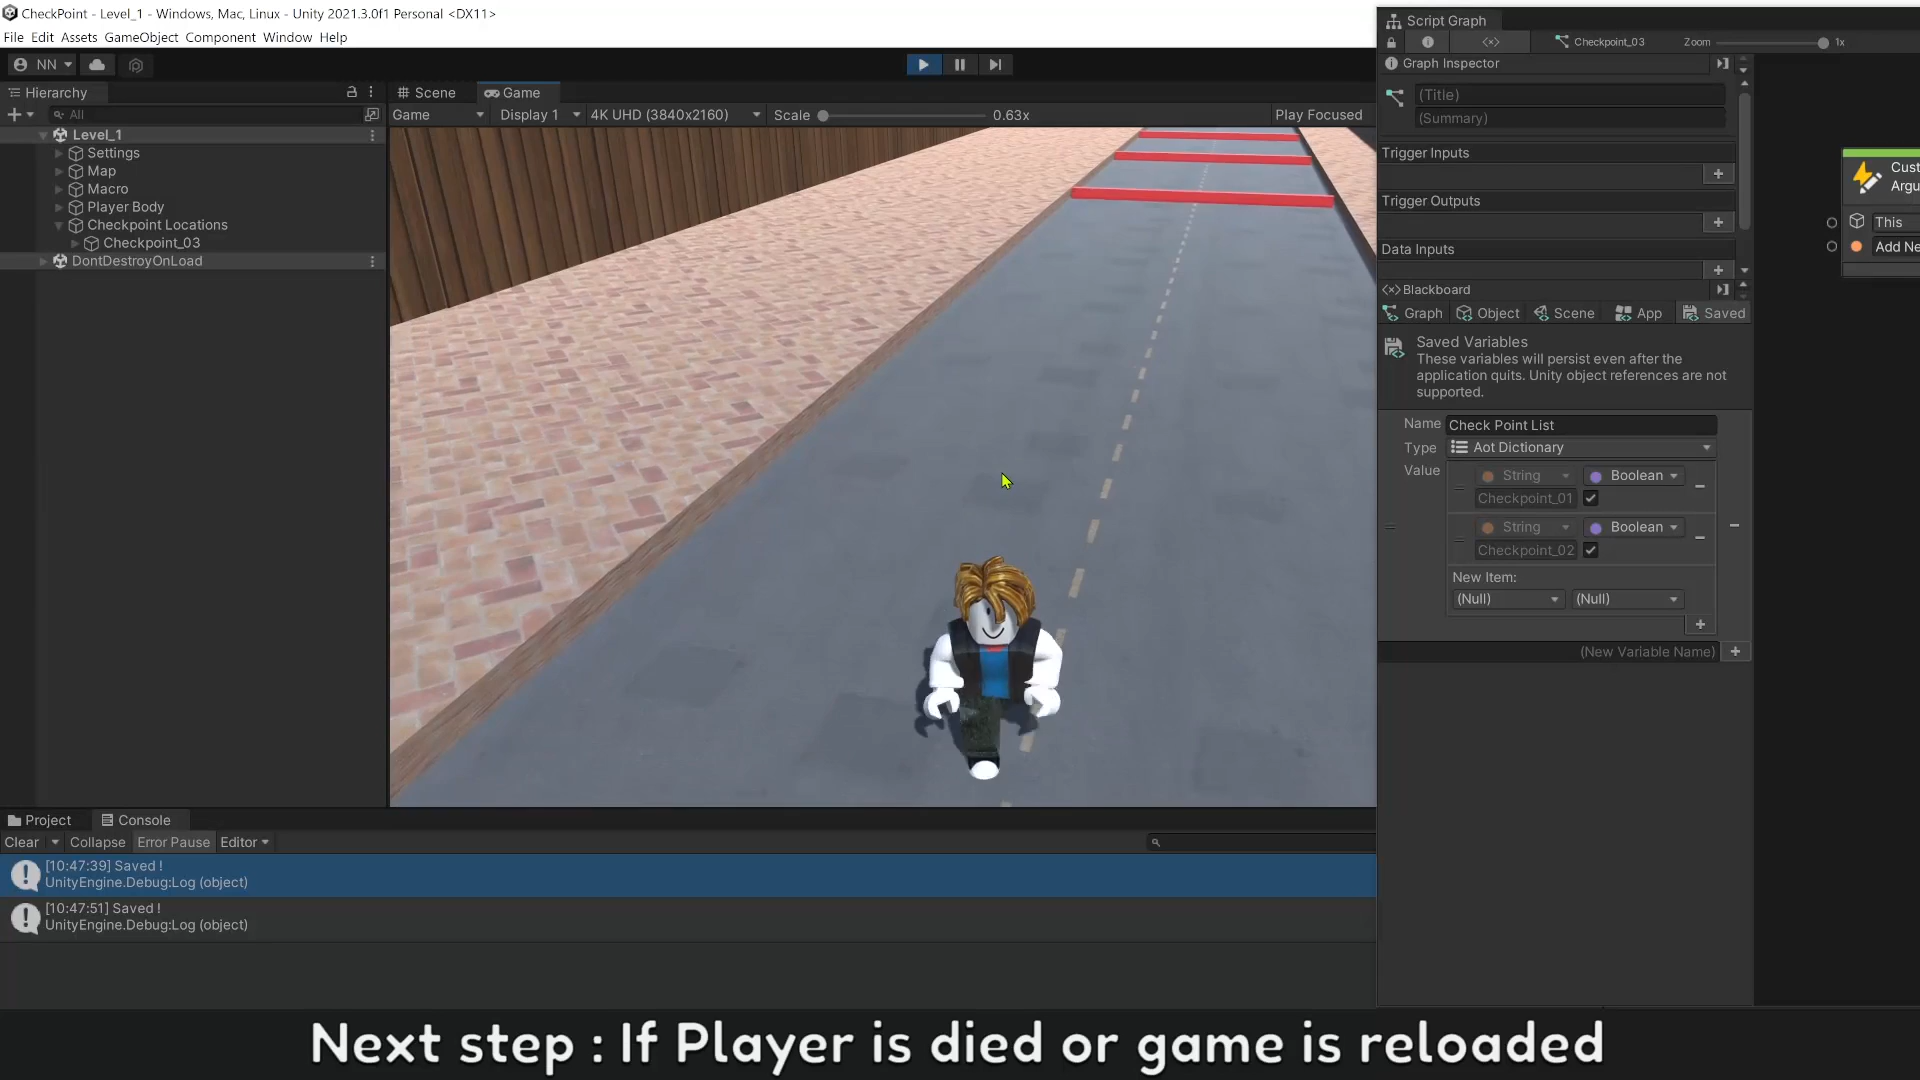 CheckPoint - Level_1 - Windows, Mac, Linux - Unity 2021.3.0f1 Personal <DX11>
File Edit Assets GameObject Component Window Help
NN
Hierarchy
All
Level_1
Settings
Map
Macro
Player Body
Checkpoint Locations
Checkpoint_03
DontDestroyOnLoad
Scene Game
Game Display 1 4K UHD (3840x2160) Scale 0.63x Play Focused
Project Console
Clear Collapse Error Pause Editor
[10:47:39] Saved !
UnityEngine.Debug:Log (object)
[10:47:51] Saved !
UnityEngine.Debug:Log (object)
Script Graph
Checkpoint_03 Zoom 1x
Graph Inspector
(Title)
(Summary)
Trigger Inputs
Trigger Outputs
Data Inputs
<x> Blackboard
Graph Object Scene App Saved
Saved Variables
These variables will persist even after the
application quits. Unity object references are not
supported.
Name Check Point List
Type Aot Dictionary
Value String Boolean
Checkpoint_01
String Boolean
Checkpoint_02
New Item:
(Null) (Null)
(New Variable Name)
Cust
Argu
This
Add Ne
Next step : If Player is died or game is reloaded